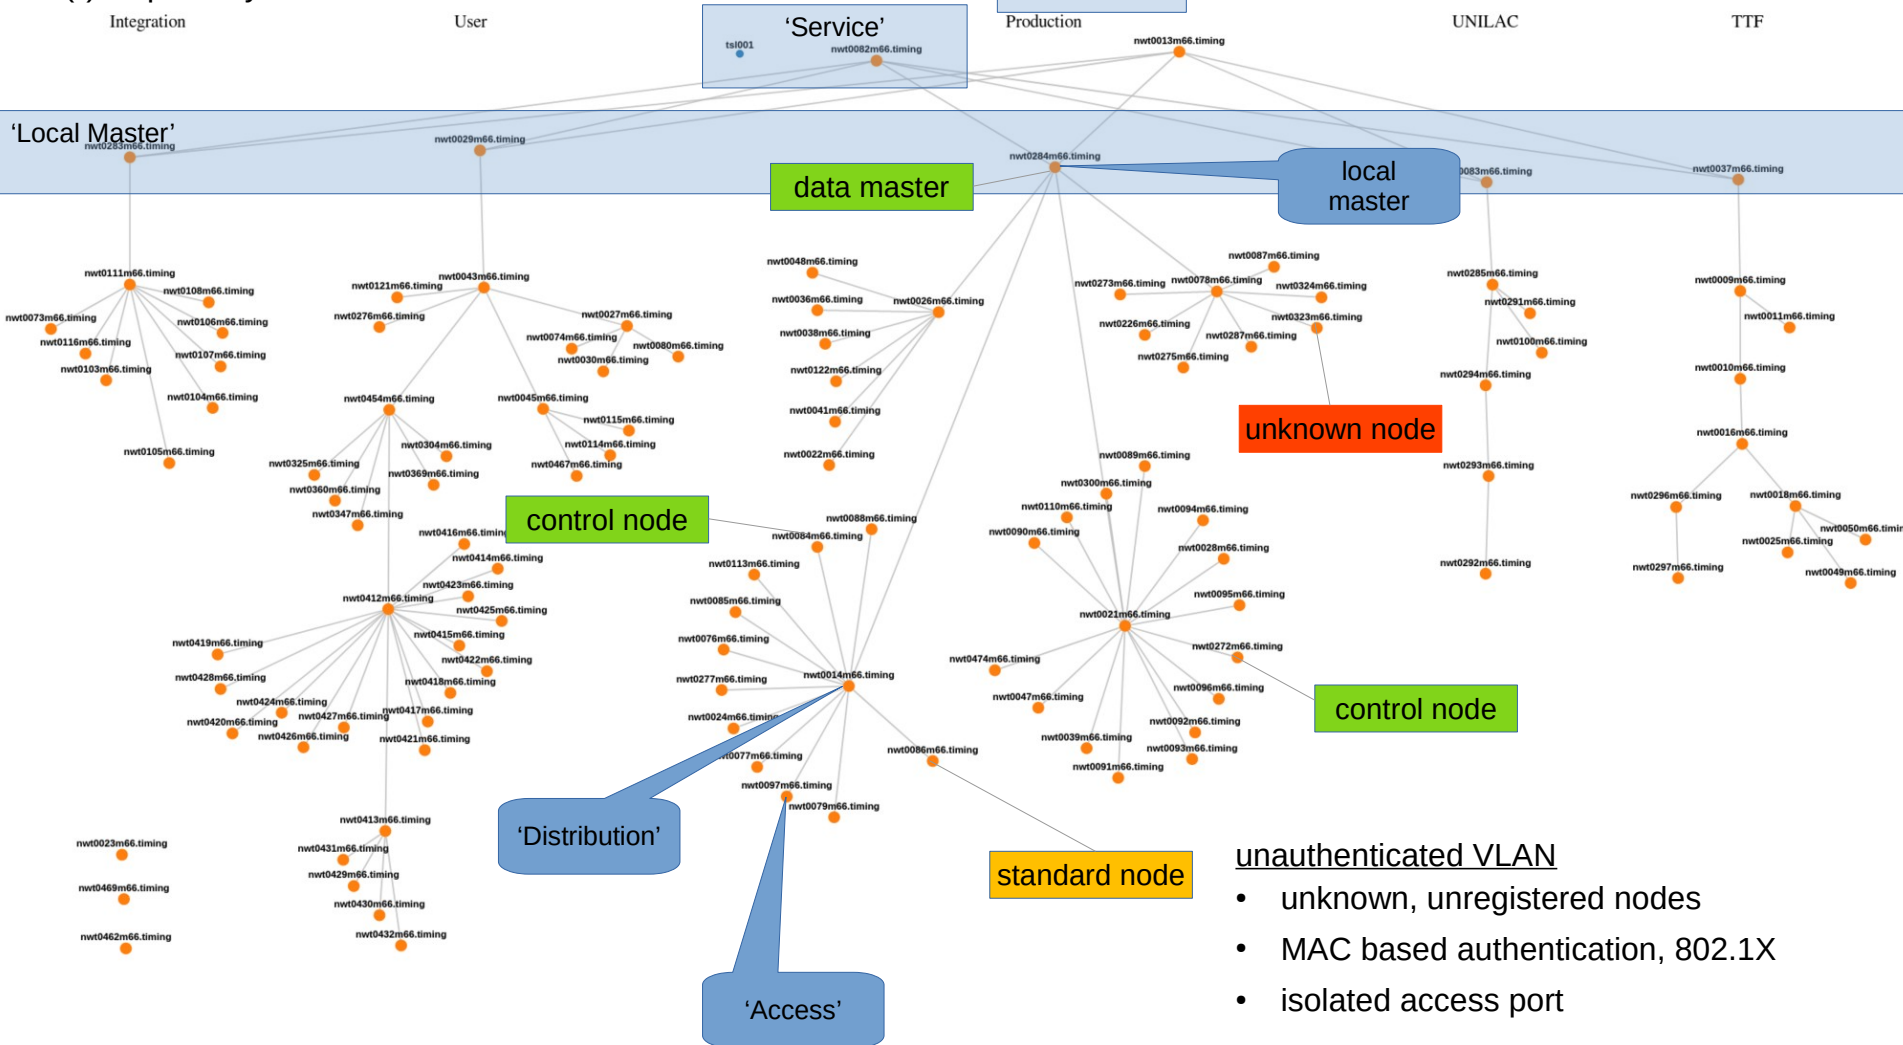 Integration
User
'Service'
Production
UNILAC
TTF
tsl001
nwt0082m66.timing
nwt0013m66.timing
'Local Master'
nwt0283m66.timing
nwt0029m66.timing
nwt0284m66.timing
local
master
0083m66.timing
nwt0037m66.timing
data master
nwt0111m66.timing
nwt0108m66.timing
nwt0073m66.timing
nwt0106m66.timing
nwt0116m66.timing
nwt0107m66.timing
nwt0103m66.timing
nwt0104m66.timing
nwt0105m66.timing
nwt0043m66.timing
nwt0121m66.timing
nwt0276m66.timing
nwt0027m66.timing
nwt0074m66.timing
nwt0080m66.timing
nwt0030m66.timing
nwt0454m66.timing
nwt0045m66.timing
nwt0115m66.timing
nwt0304m66.timing
nwt0114m66.timing
nwt0325m66.timing
nwt0369m66.timing
nwt0467m66.timing
nwt0360m66.timing
nwt0347m66.timing
nwt0048m66.timing
nwt0036m66.timing
nwt0026m66.timing
nwt0038m66.timing
nwt0122m66.timing
nwt0041m66.timing
nwt0022m66.timing
nwt0087m66.timing
nwt0273m66.timing
nwt0078m66.timing
nwt0324m66.timing
nwt0226m66.timing
nwt0323m66.timing
nwt0287m66.timing
nwt0275m66.timing
unknown node
nwt0285m66.timing
nwt0291m66.timing
nwt0100m66.timing
nwt0294m66.timing
nwt0293m66.timing
nwt0292m66.timing
nwt0009m66.timing
nwt0011m66.timing
nwt0010m66.timing
nwt0016m66.timing
nwt0296m66.timing
nwt0018m66.timing
nwt0050m66.timin
nwt0025m66.timing
nwt0297m66.timing
nwt0049m66.timing
control node
nwt0416m66.timing
nwt0414m66.timing
nwt0423m66.timing
nwt0412m66.timing
nwt0425m66.timing
nwt0415m66.timing
nwt0419m66.timing
nwt0422m66.timing
nwt0428m66.timing
nwt0418m66.timing
nwt0424m66.timing
nwt0420m66.timing
nwt0427m66.timing
nwt0417m66.timing
nwt0426m66.timing
nwt0421m66.timing
nwt0088m66.timing
nwt0084m66.timing
nwt0113m66.timing
nwt0085m66.timing
nwt0076m66.timing
nwt0277m66.timing
nwt0014m66.timing
nwt0024m66.timing
0077m66.timing
nwt0086m66.timing
nwt0097m66.timing
nwt0079m66.timing
nwt0089m66.timing
nwt0300m66.timing
nwt0110m66.timing
nwt0094m66.timing
nwt0090m66.timing
nwt0028m66.timing
nwt0095m66.timing
nwt0021m66.timing
nwt0272m66.timing
nwt0474m66.timing
nwt0047m66.timing
nwt0096m66.timing
nwt0092m66.timing
nwt0039m66.timing
nwt0093m66.timing
nwt0091m66.timing
control node
'Distribution'
'Access'
standard node
nwt0413m66.timing
nwt0431m66.timing
nwt0429m66.timing
nwt0430m66.timing
nwt0432m66.timing
nwt0023m66.timing
nwt0469m66.timing
nwt0462m66.timing
unauthenticated VLAN
• unknown, unregistered nodes
• MAC based authentication, 802.1X
• isolated access port